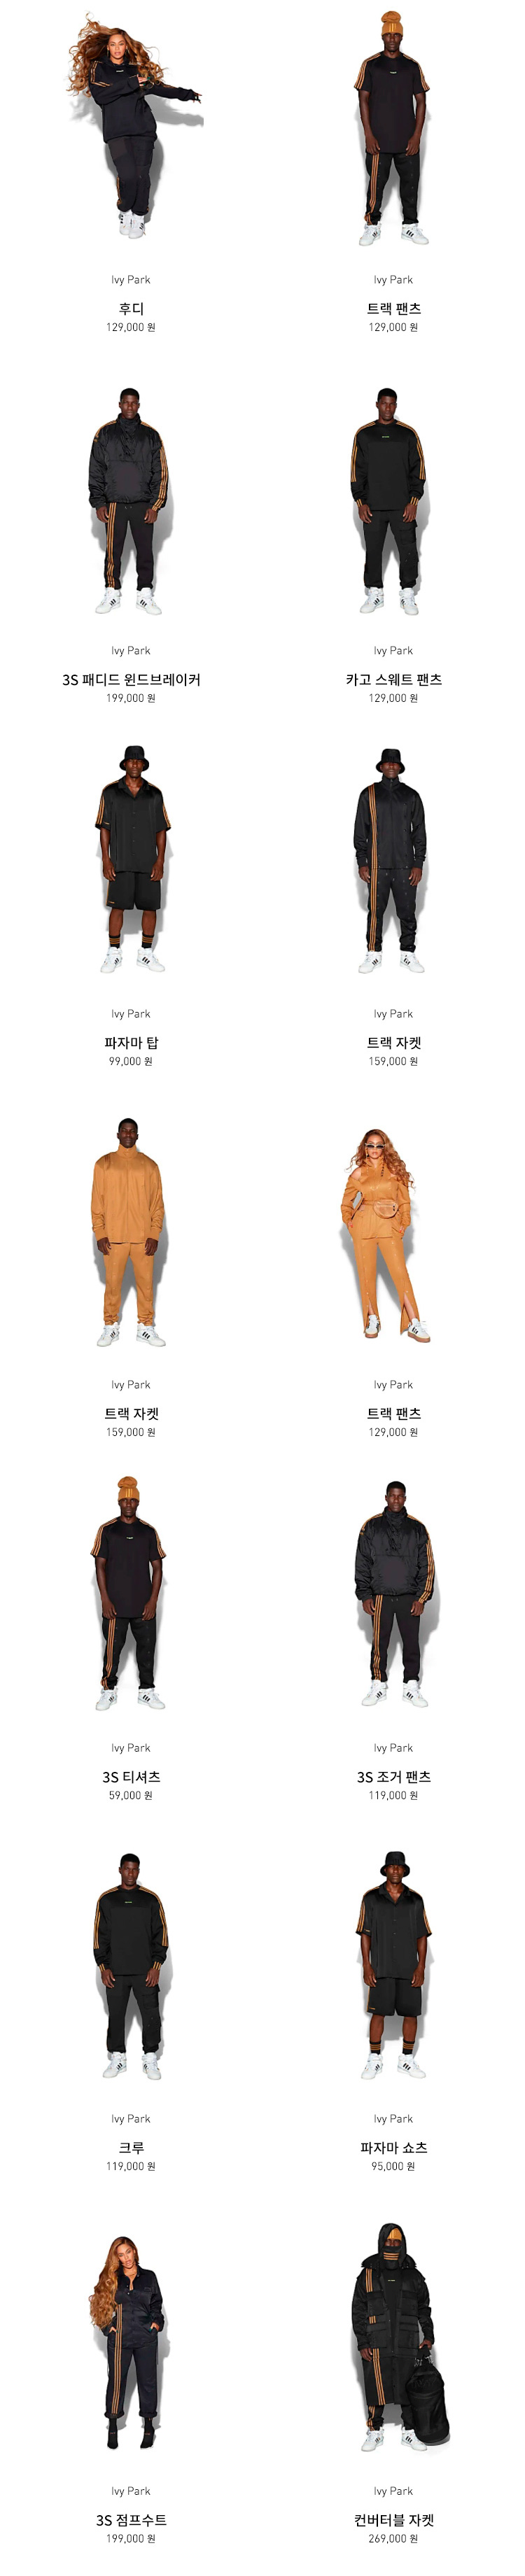 Ivy Park
후디
129,000 원
Ivy Park
트랙 팬츠
129,000 원
Ivy Park
3S 패디드 윈드브레이커
199,000 원
Ivy Park
카고 스웨트 팬츠
129,000 원
Ivy Park
파자마 탑
99,000 원
Ivy Park
트랙 자켓
159,000 원
Ivy Park
트랙 자켓
159,000 원
Ivy Park
트랙 팬츠
129,000 원
Ivy Park
3S 티셔츠
59,000 원
Ivy Park
3S 조거 팬츠
119,000 원
Ivy Park
크루
119,000 원
Ivy Park
파자마 쇼츠
95,000 원
Ivy Park
3S 점프수트
199,000 원
Ivy Park
컨버터블 자켓
269,000 원